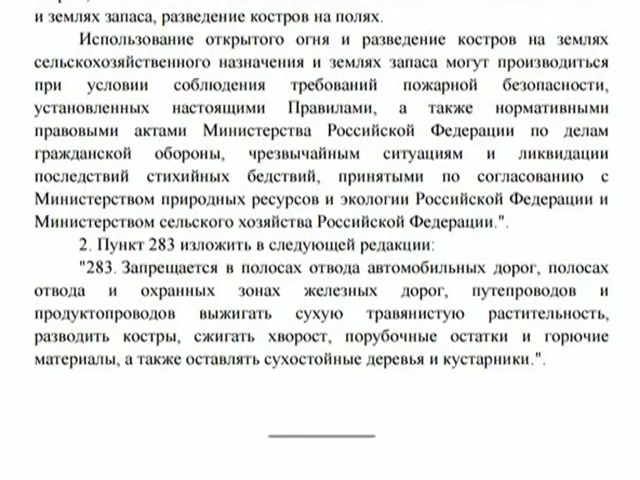 и землях запаса, разведение костров на полях.
Использование открытого огня и разведение костров на землях
сельскохозяйственного назначения и землях запаса могут производиться
при условии соблюдения требований пожарной безопасности,
установленных настоящими Правилами, а также нормативными
правовыми актами Министерства Российской Федерации по делам
гражданской обороны, чрезвычайным ситуациям и ликвидации
последствий стихийных бедствий, принятыми по согласованию с
Министерством природных ресурсов и экологии Российской Федерации и
Министерством сельского хозяйства Российской Федерации.".
2. Пункт 283 изложить в следующей редакции:
"283. Запрещается в полосах отвода автомобильных дорог, полосах
отвода и охранных зонах железных дорог, путепроводов и
продуктопроводов выжигать сухую травянистую растительность,
разводить костры, сжигать хворост, порубочные остатки и горючие
материалы, а также оставлять сухостойные деревья и кустарники.".